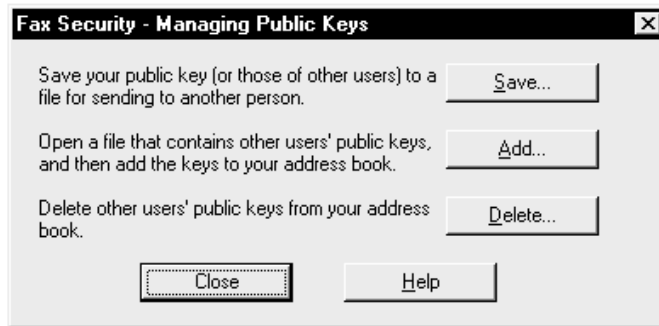 Fax Security - Managing Public Keys
Save your public key (or those of other users) to a
file for sending to another person.
Save...
Open a file that contains other users' public keys,
and then add the keys to your address book.
Add...
Delete other users' public keys from your address
book.
Delete...
Close
Help